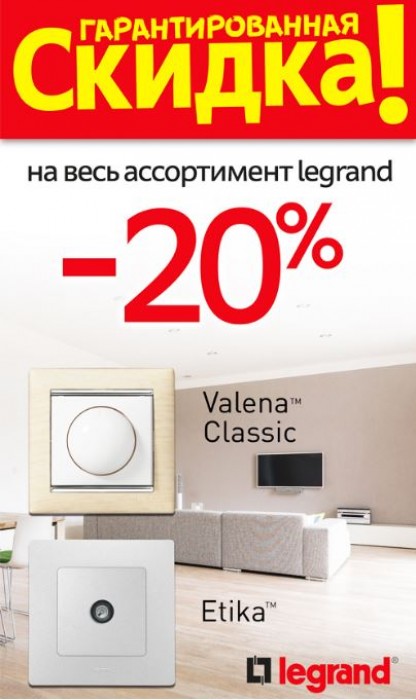 ГАРАНТИРОВАННАЯ
Скидка!
на весь ассортимент legrand
-20%
Valena™
Classic
Etika™
legrand®